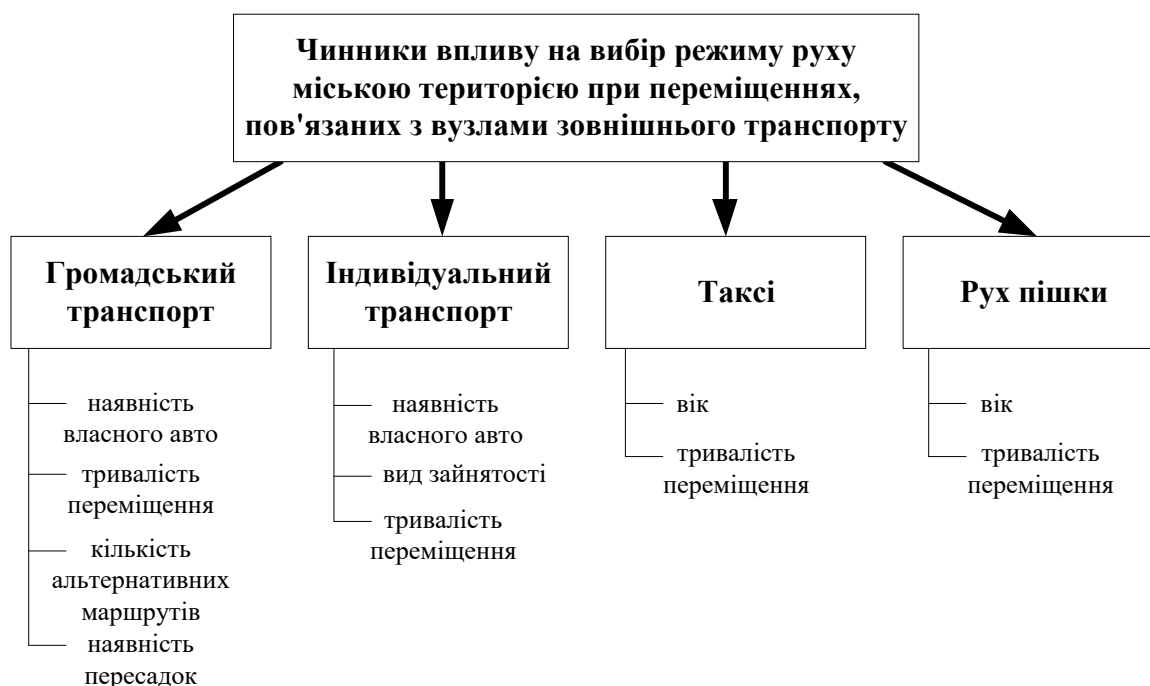 Чинники впливу на вибір режиму руху
міською територією при переміщеннях,
пов'язаних з вузлами зовнішнього транспорту
Громадський
транспорт
Індивідуальний
транспорт
Таксі
Рух пішки
наявність
власного авто
тривалість
переміщення
кількість
альтернативних
маршрутів
наявність
пересадок
наявність
власного авто
вид зайнятості
тривалість
переміщення
вік
тривалість
переміщення
вік
тривалість
переміщення